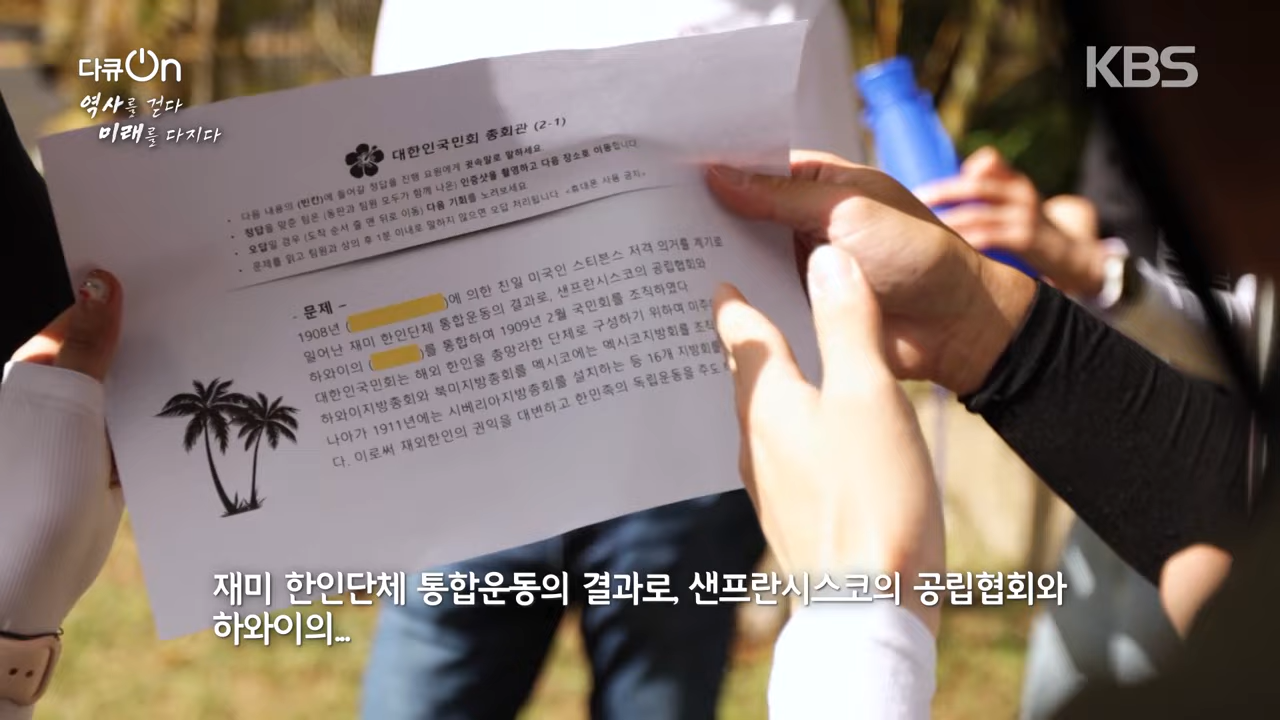 다큐On
역사를 걷다
미래를 다지다
KBS
대한인국민회 총회관 (2-1)
• 다음 내용의 (빈칸)에 들어갈 정답을 진행 요원에게 귓속말로 말하세요.
• 정답을 맞춘 팀은 (동판과 팀원 모두가 함께 나온) 인증샷을 촬영하고 다음 장소로 이동합니다.
• 오답일 경우 (도착 순서 줄 맨 뒤로 이동) 다음 기회를 노려보세요.
• 문제를 읽고 팀원과 상의 후 1분 이내로 말하지 않으면 오답 처리됩니다. <휴대폰 사용 금지>
- 문제 -
1908년 ( )에 의한 친일 미국인 스티븐스 저격 의거를 계기로
일어난 재미 한인단체 통합운동의 결과로, 샌프란시스코의 공립협회와
하와이의 ( )를 통합하여 1909년 2월 국민회를 조직하였다.
대한인국민회는 해외 한인을 총망라한 단체로 구성하기 위하여 미주에
하와이지방총회와 북미지방총회를 멕시코에는 멕시코지방회를 조직
나아가 1911년에는 시베리아지방총회를 설치하는 등 16개 지방회를
다. 이로써 재외한인의 권익을 대변하고 한민족의 독립운동을 주도
재미 한인단체 통합운동의 결과로, 샌프란시스코의 공립협회와
하와이의...